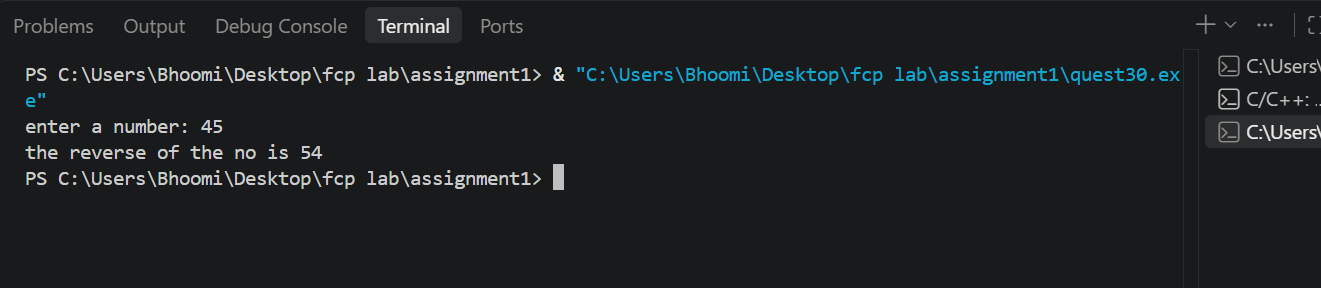 Problems Output Debug Console Terminal Ports
PS C:\Users\Bhoomi\Desktop\fcp lab\assignment1> & "C:\Users\Bhoomi\Desktop\fcp lab\assignment1\quest30.ex
e"
enter a number: 45
the reverse of the no is 54
PS C:\Users\Bhoomi\Desktop\fcp lab\assignment1>
C:\Users\
C/C++: ...
C:\Users\